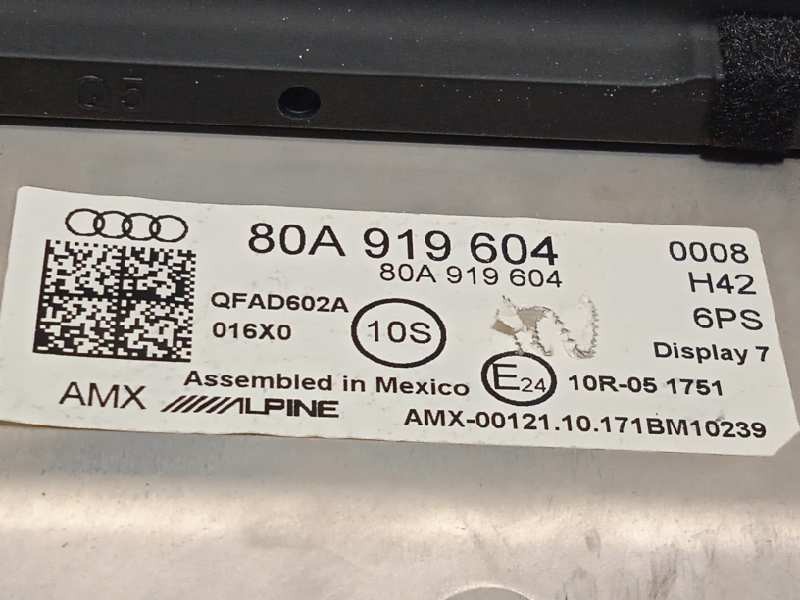 Q5
80A 919 604
80A 919 604
0008
H42
6PS
Display 7
QFAD602A
016X0
10S
Assembled in Mexico
E24
10R-05 1751
AMX
ALPINE
AMX-00121.10.171BM10239